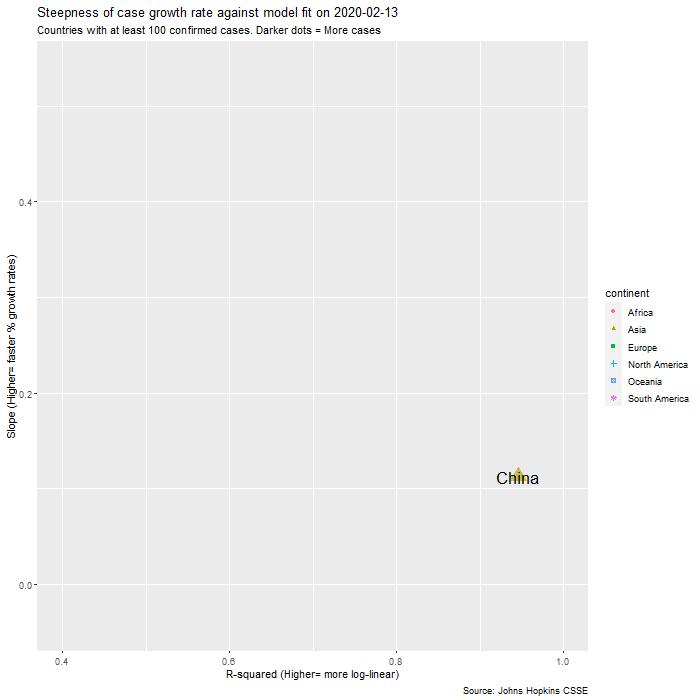 Steepness of case growth rate against model fit on 2020-02-13
Countries with at least 100 confirmed cases. Darker dots = More cases
Slope (Higher= faster % growth rates)
0.4
0.2
0.0
China
0.4
0.6
0.8
1.0
R-squared (Higher= more log-linear)
continent
Africa
Asia
Europe
North America
Oceania
South America
Source: Johns Hopkins CSSE